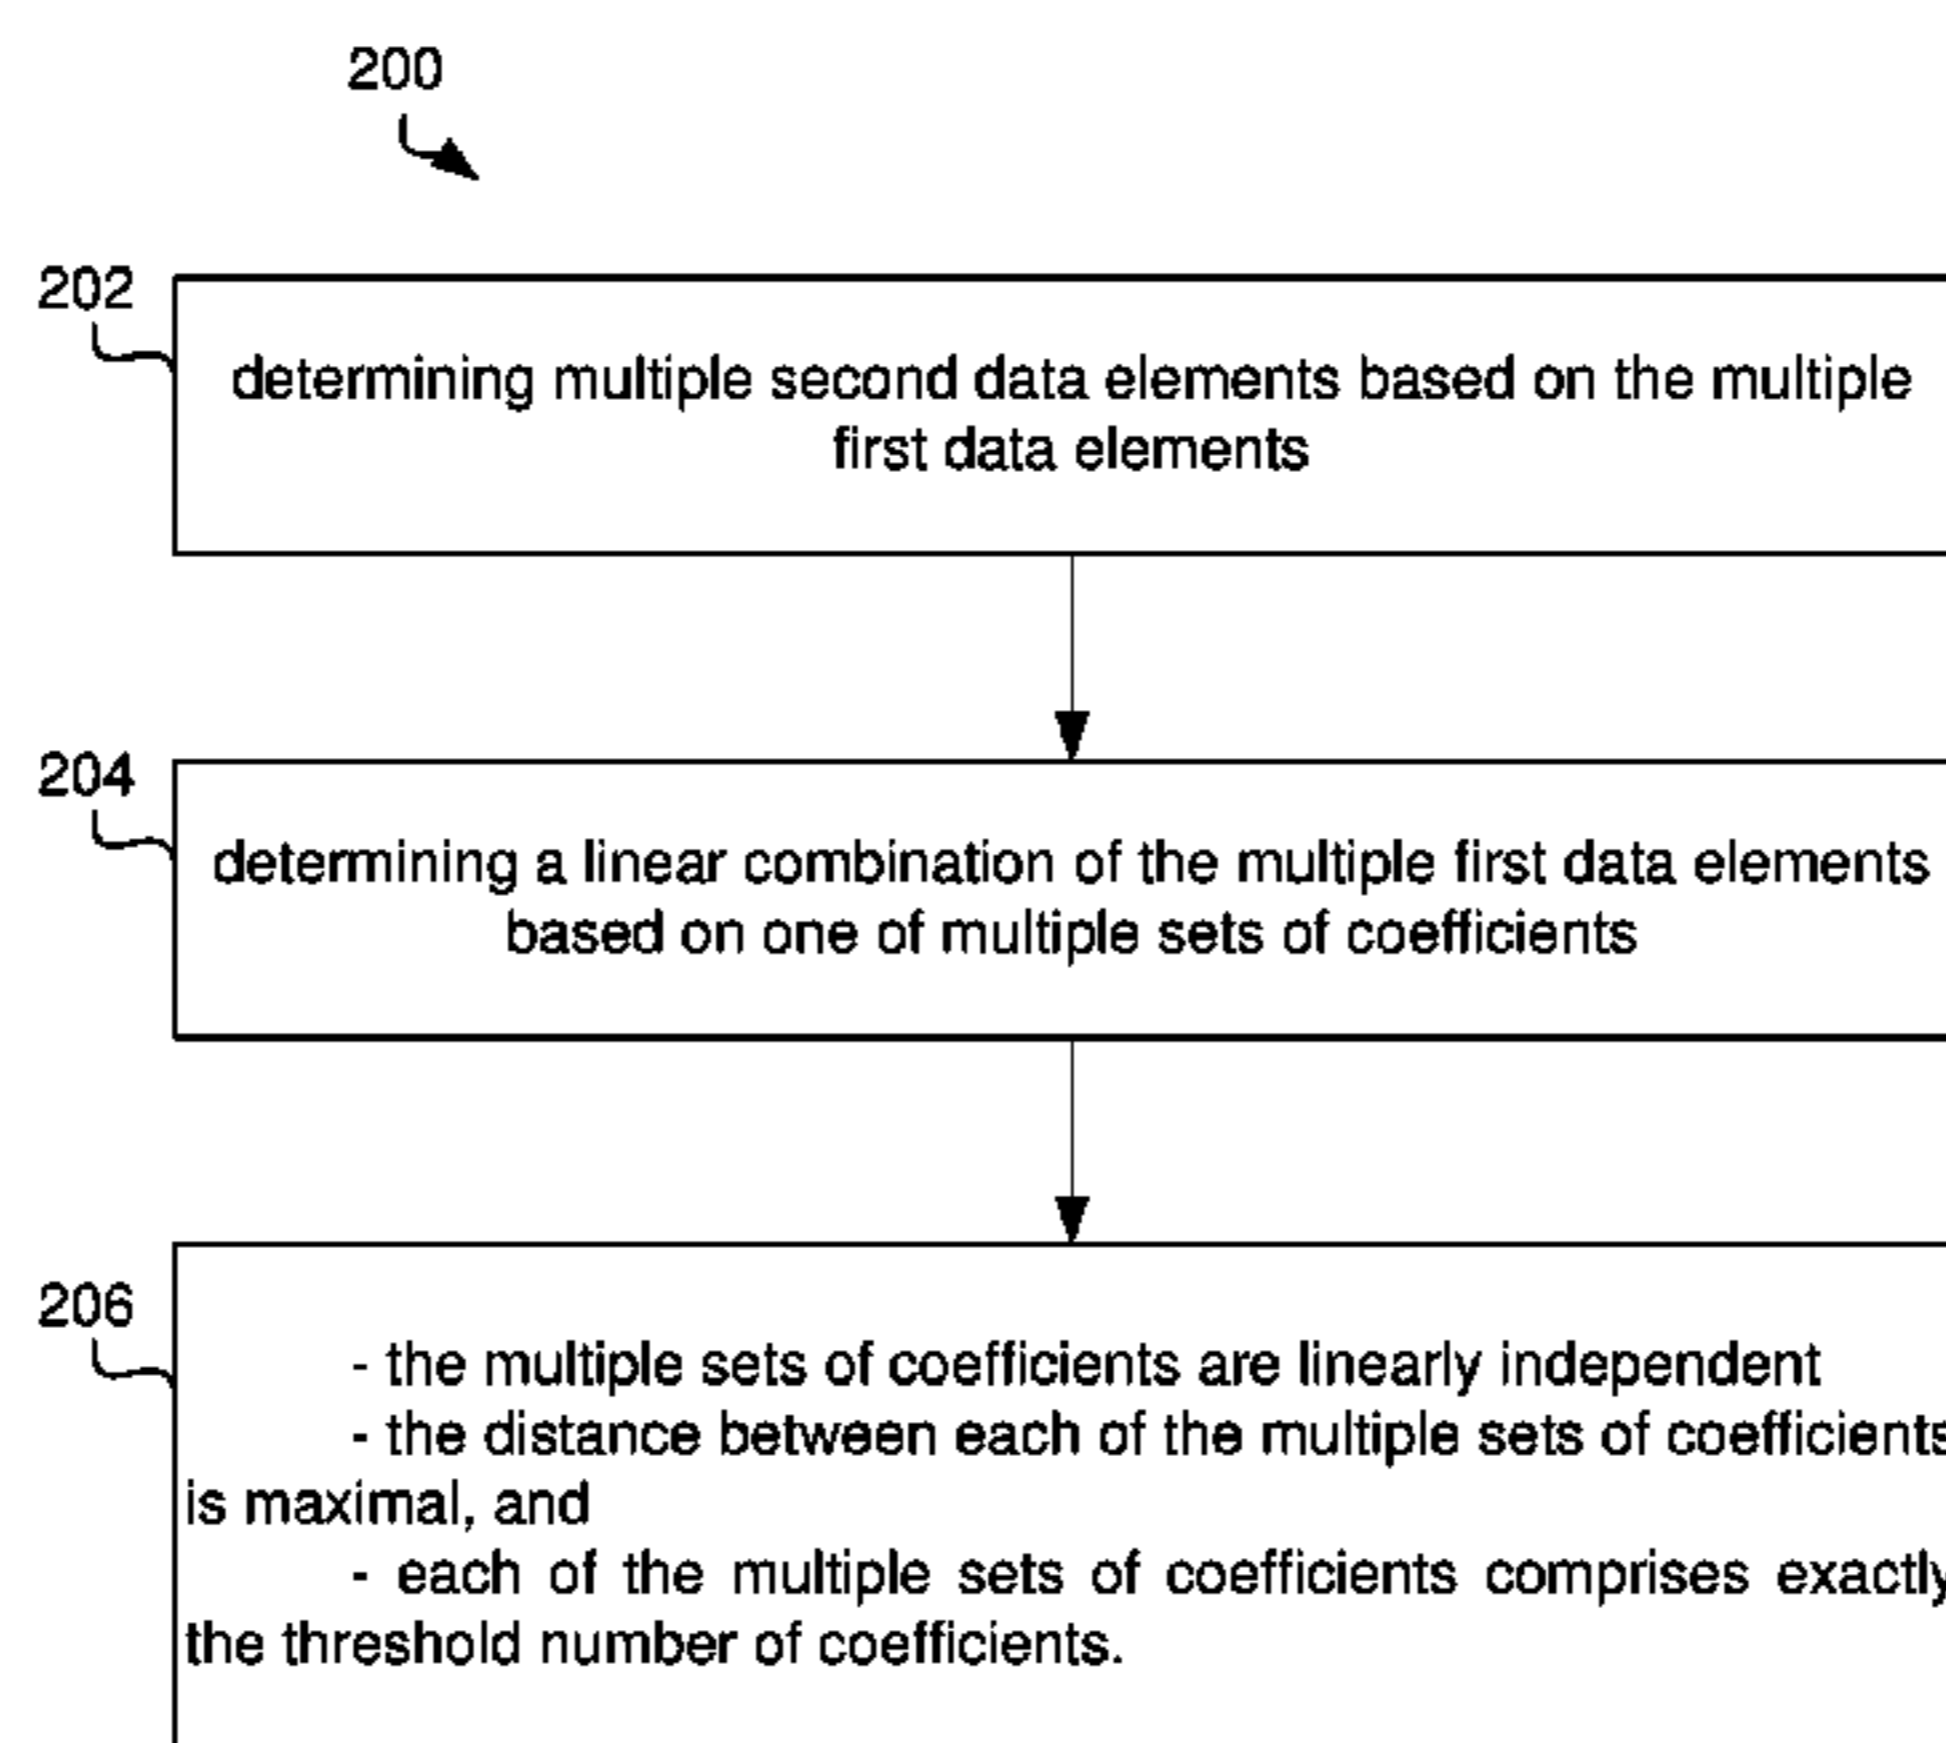 200
202
determining multiple second data elements based on the multiple
first data elements
204
determining a linear combination of the multiple first data elements
based on one of multiple sets of coefficients
206
- the multiple sets of coefficients are linearly independent
- the distance between each of the multiple sets of coefficients
is maximal, and
- each of the multiple sets of coefficients comprises exactly
the threshold number of coefficients.